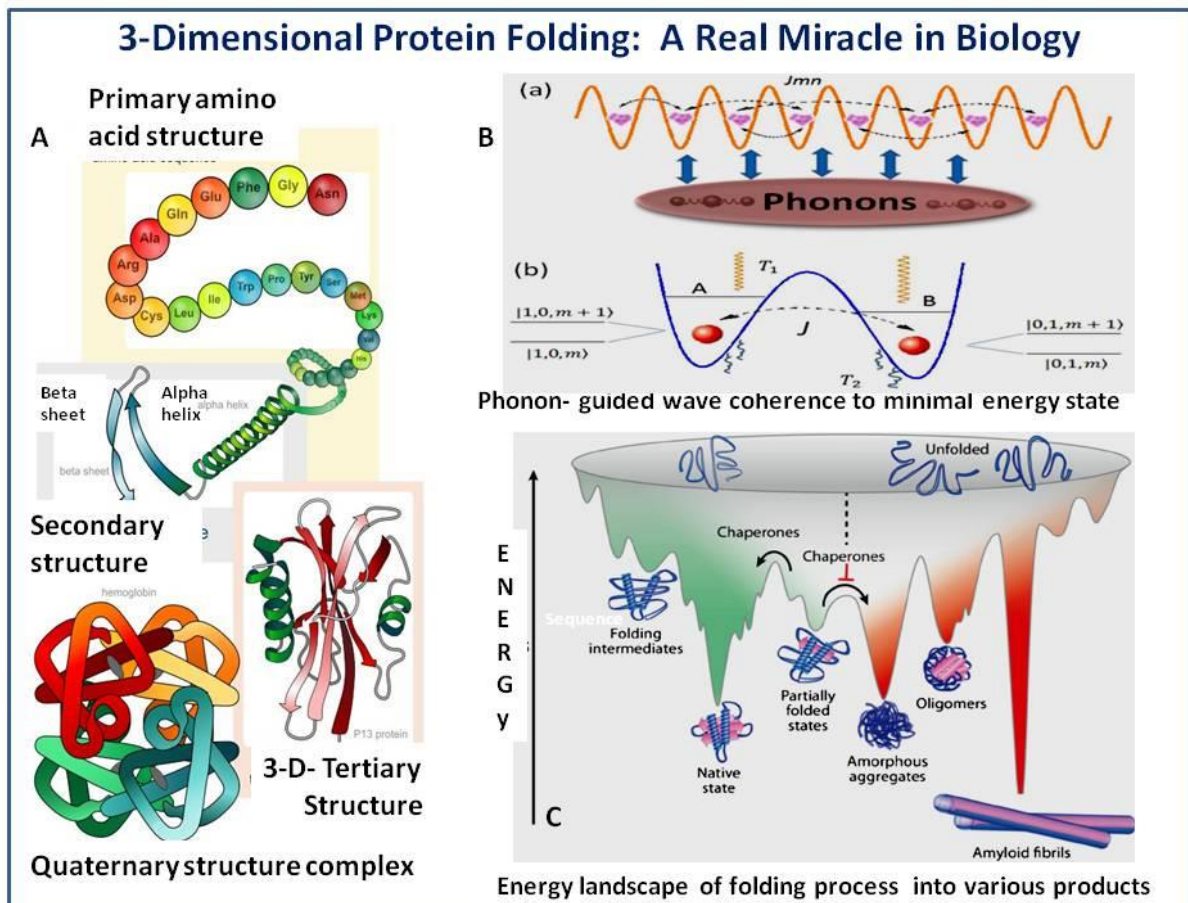 3-Dimensional Protein Folding:  A Real Miracle in Biology
Primary amino
acid structure
A
Asn
Gly
Phe
Glu
Gln
Ala
Arg
Asp
Cys
Leu
Ile
Trp
Pro
Tyr
Ser
Met
Lys
Val
His
Beta
sheet
Alpha
helix
alpha helix
beta sheet
Secondary
structure
hemoglobin
P13 protein
3-D- Tertiary
Structure
Quaternary structure complex
B
(a)
Jmn
Phonons
(b)
T1
A
B
J
|1,0,m + 1⟩
|1,0,m⟩
|0,1,m + 1⟩
|0,1,m⟩
T2
Phonon- guided wave coherence to minimal energy state
Unfolded
Chaperones
Chaperones
E
N
E
R
G
y
Sequence
Folding
intermediates
Partially
folded
states
Oligomers
Native
state
Amorphous
aggregates
C
Amyloid fibrils
Energy landscape of folding process into various products